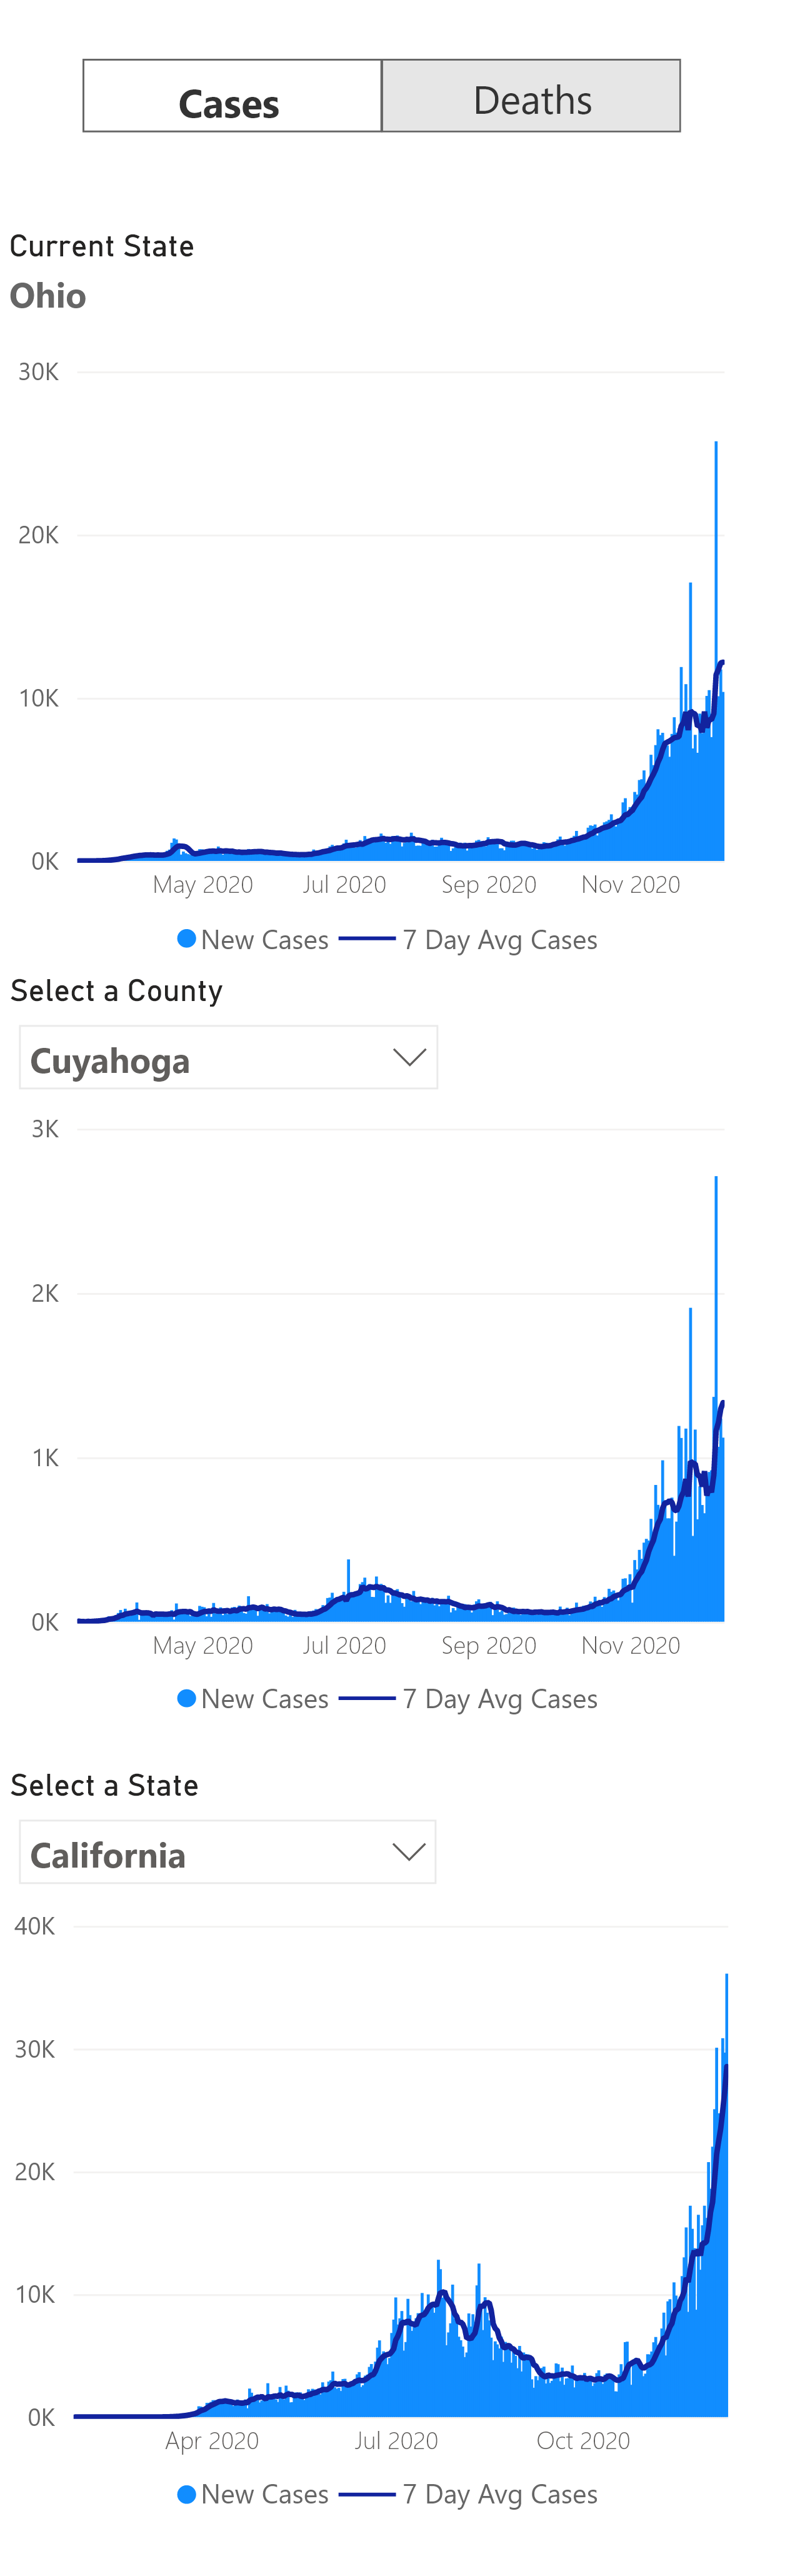 Cases Deaths
Current State
Ohio
30K
20K
10K
0K
May 2020 Jul 2020 Sep 2020 Nov 2020
New Cases 7 Day Avg Cases
Select a County
Cuyahoga
3K
2K
1K
0K
May 2020 Jul 2020 Sep 2020 Nov 2020
New Cases 7 Day Avg Cases
Select a State
California
40K
30K
20K
10K
0K
Apr 2020 Jul 2020 Oct 2020
New Cases 7 Day Avg Cases